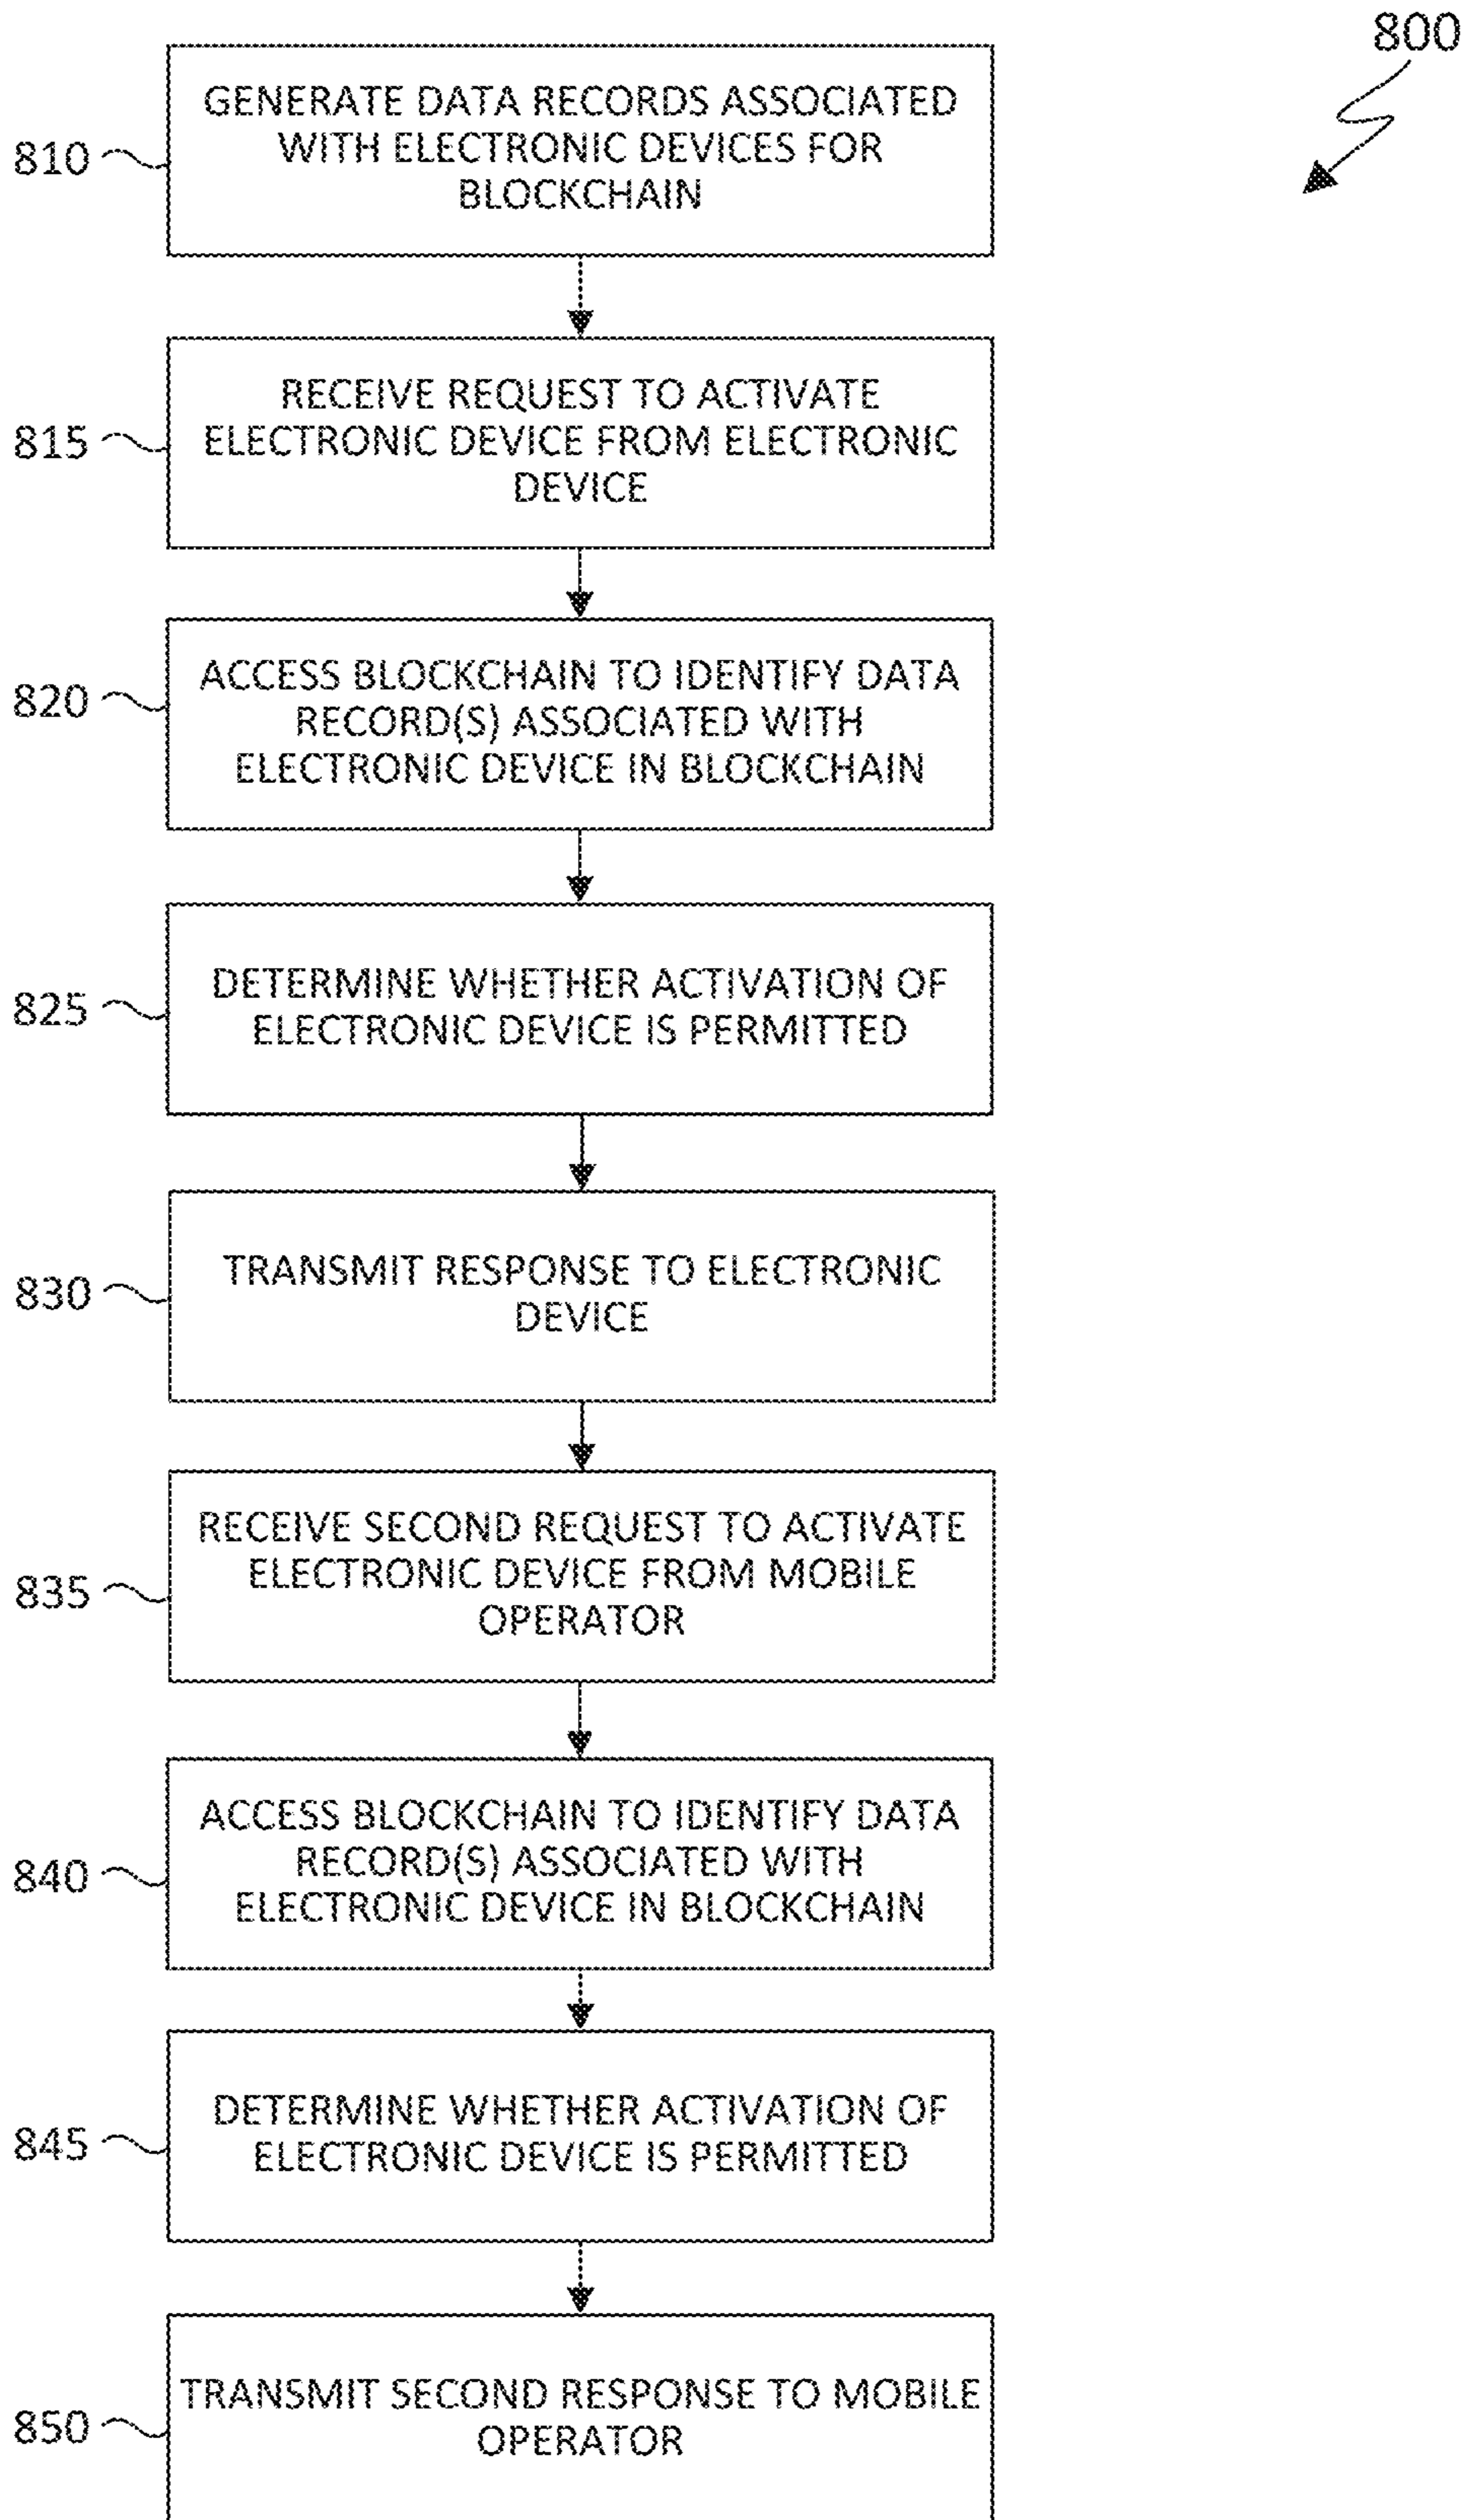 800
GENERATE DATA RECORDS ASSOCIATED
WITH ELECTRONIC DEVICES FOR
BLOCKCHAIN
810
RECEIVE REQUEST TO ACTIVATE
ELECTRONIC DEVICE FROM ELECTRONIC
DEVICE
815
ACCESS BLOCKCHAIN TO IDENTIFY DATA
RECORD(S) ASSOCIATED WITH
ELECTRONIC DEVICE IN BLOCKCHAIN
820
DETERMINE WHETHER ACTIVATION OF
ELECTRONIC DEVICE IS PERMITTED
825
TRANSMIT RESPONSE TO ELECTRONIC
DEVICE
830
RECEIVE SECOND REQUEST TO ACTIVATE
ELECTRONIC DEVICE FROM MOBILE
OPERATOR
835
ACCESS BLOCKCHAIN TO IDENTIFY DATA
RECORD(S) ASSOCIATED WITH
ELECTRONIC DEVICE IN BLOCKCHAIN
840
DETERMINE WHETHER ACTIVATION OF
ELECTRONIC DEVICE IS PERMITTED
845
TRANSMIT SECOND RESPONSE TO MOBILE
OPERATOR
850